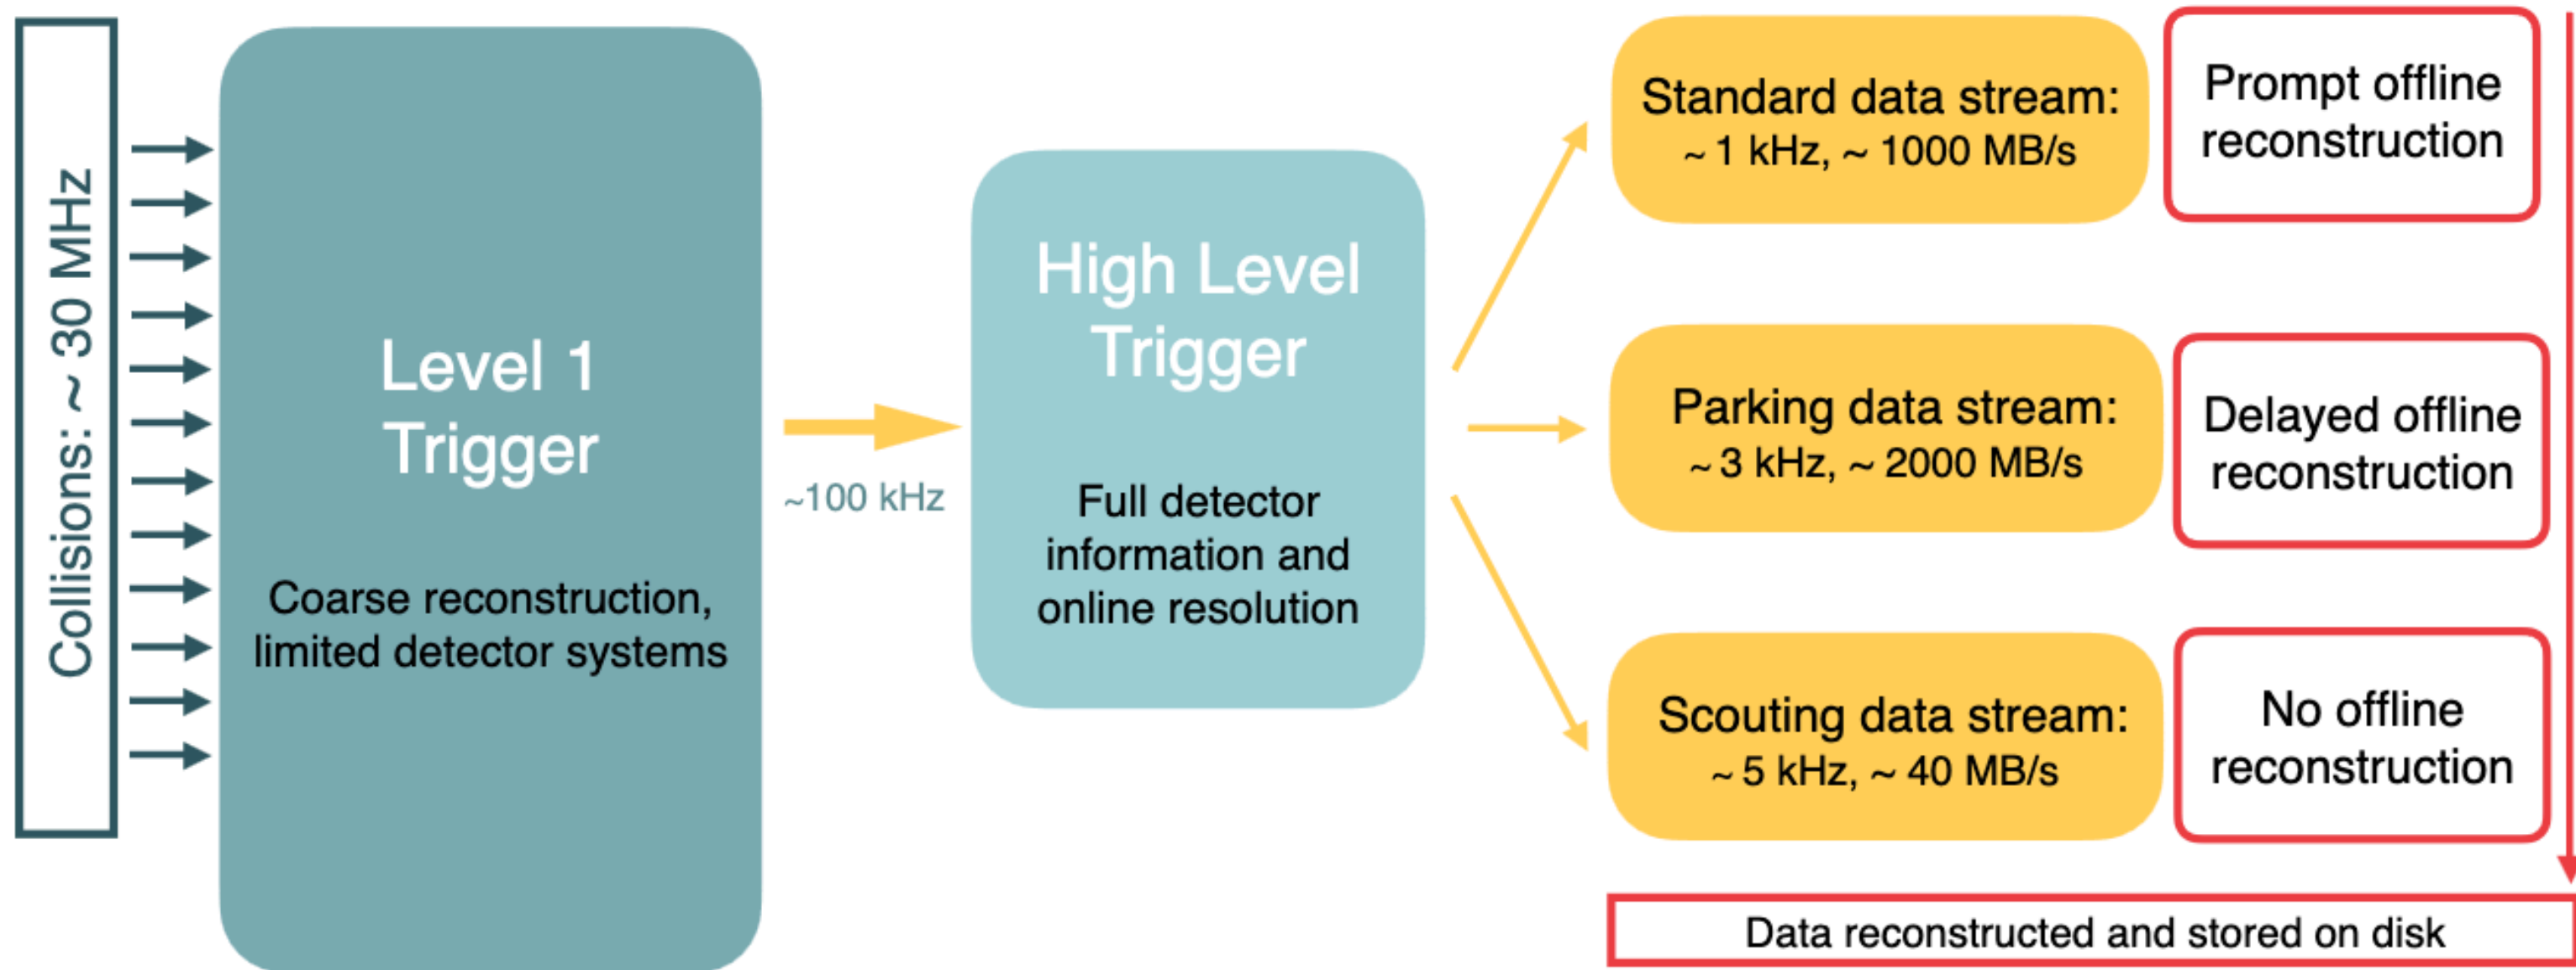 Collisions: ~ 30 MHz
Level 1
Trigger
Coarse reconstruction,
limited detector systems
~100 kHz
High Level
Trigger
Full detector
information and
online resolution
Standard data stream:
~ 1 kHz, ~ 1000 MB/s
Prompt offline
reconstruction
Parking data stream:
~ 3 kHz, ~ 2000 MB/s
Delayed offline
reconstruction
Scouting data stream:
~ 5 kHz, ~ 40 MB/s
No offline
reconstruction
Data reconstructed and stored on disk